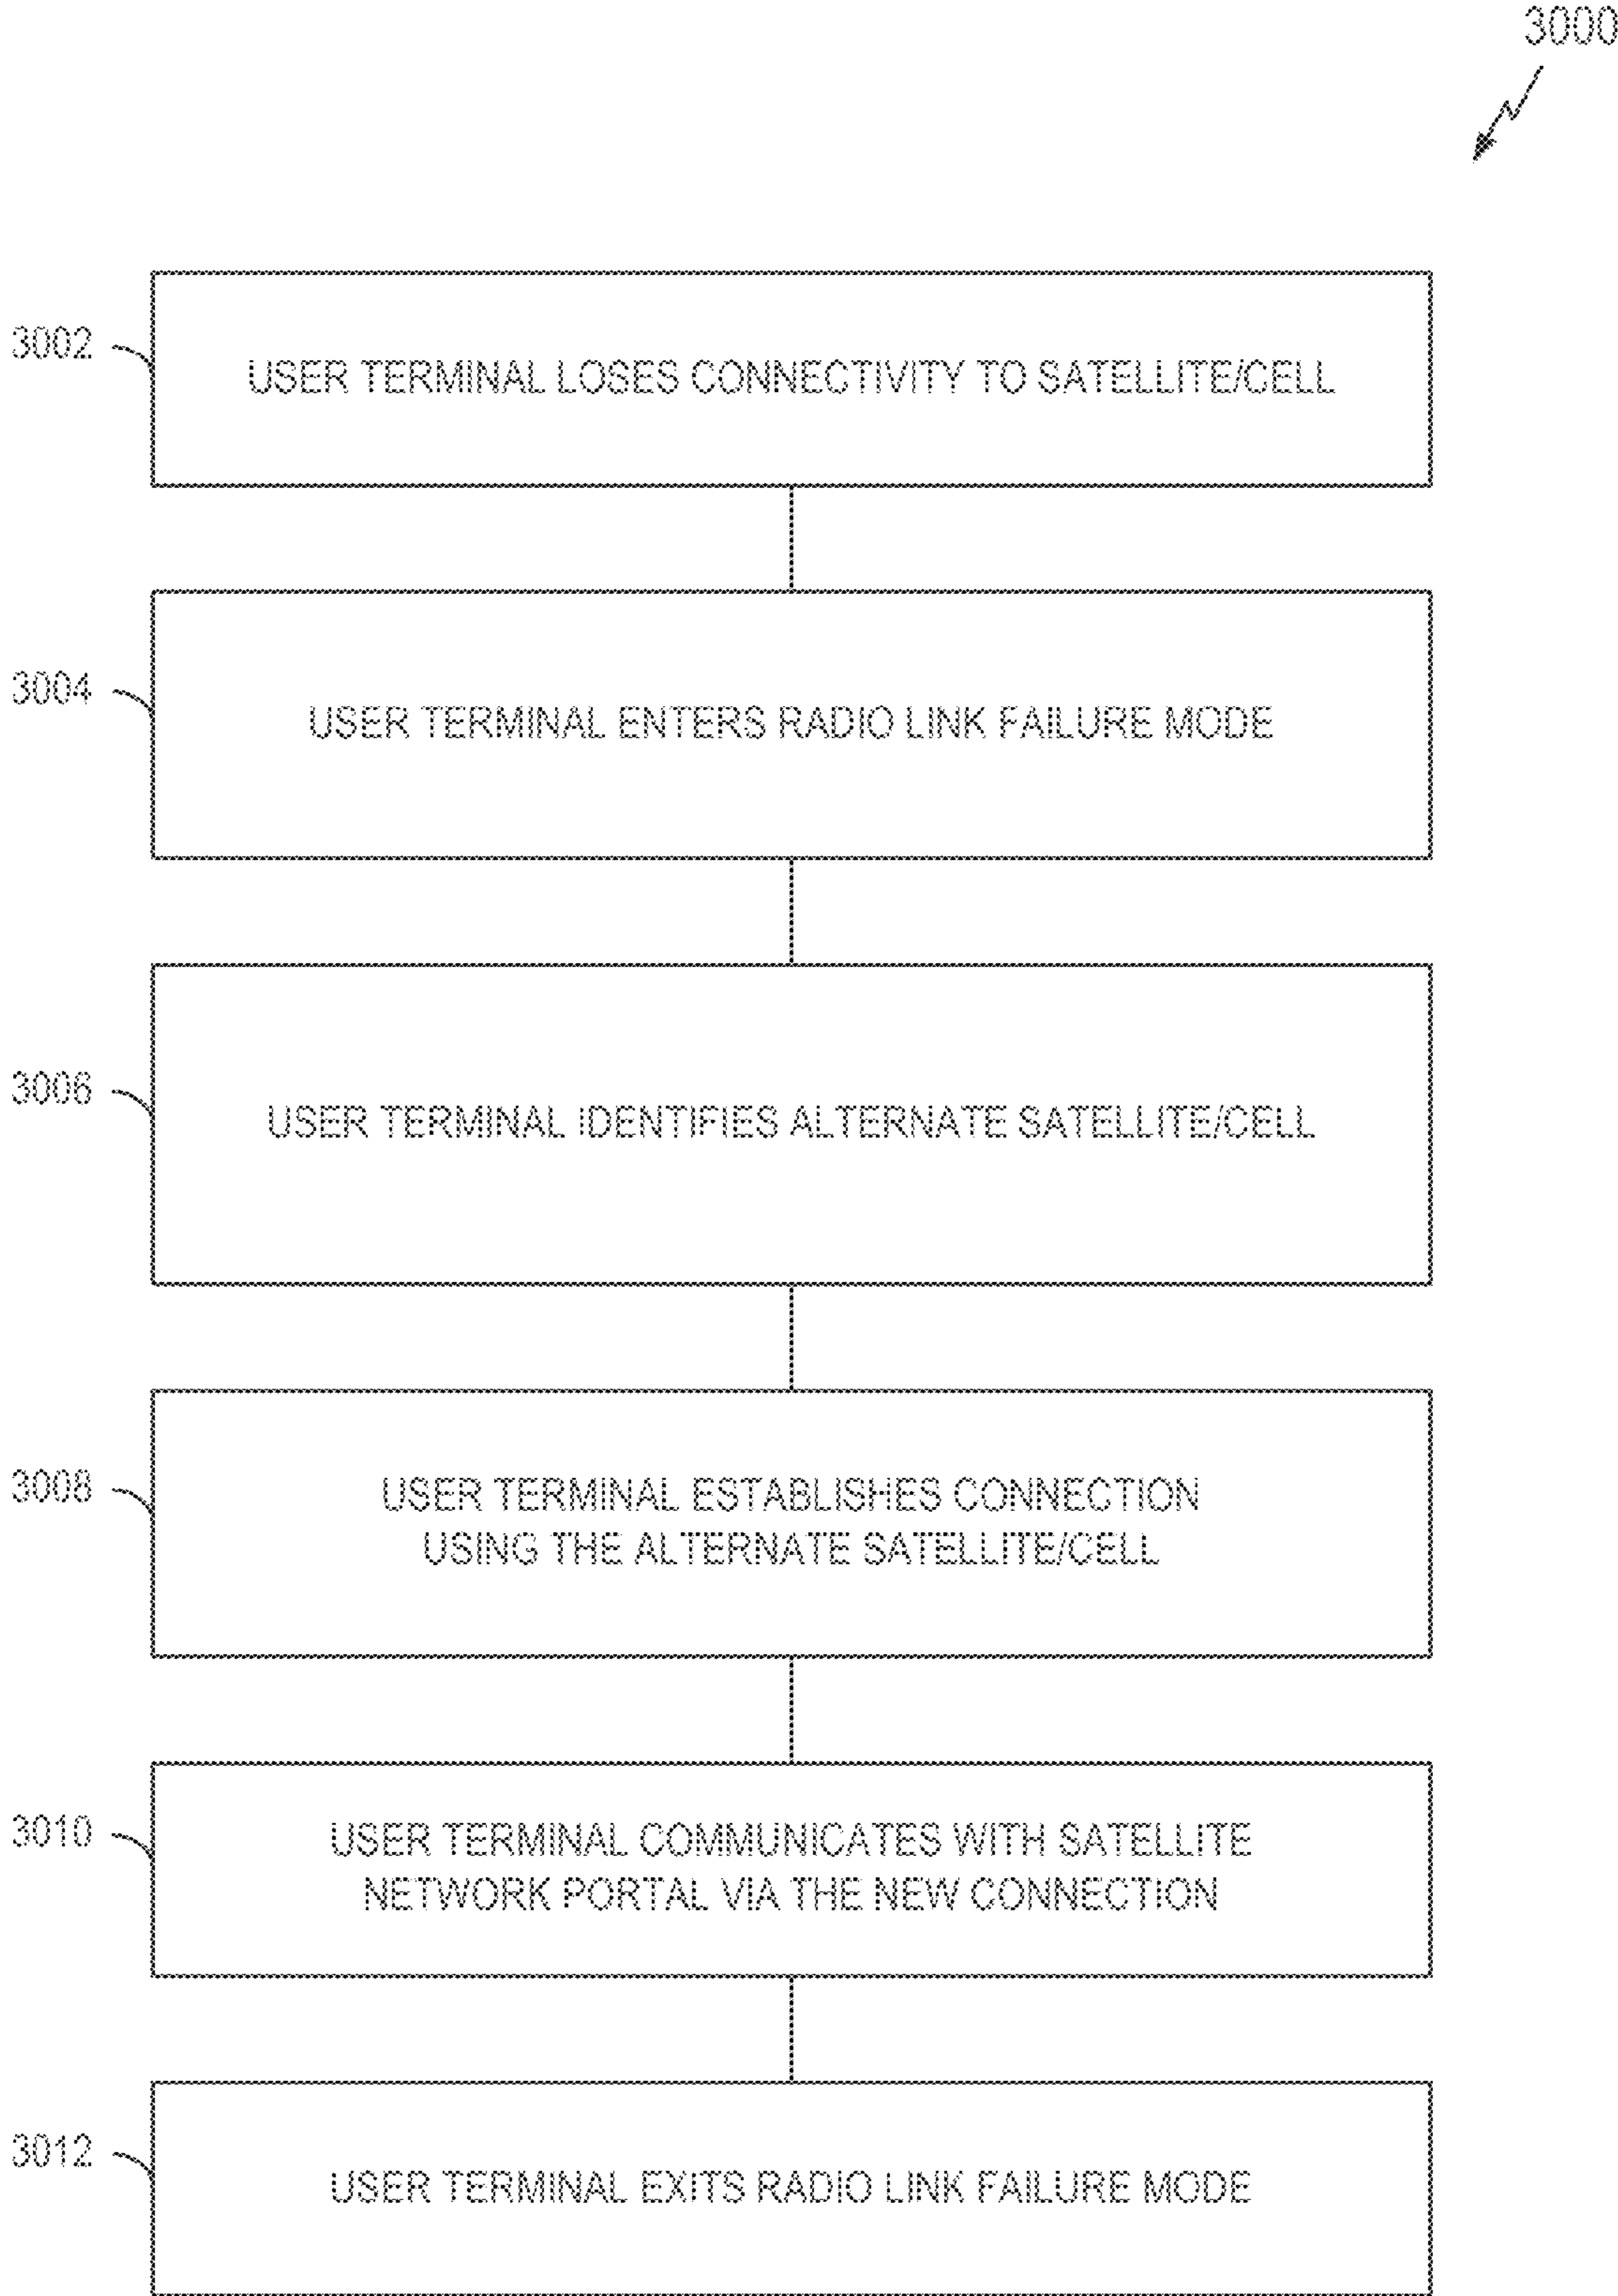 3000
3002
USER TERMINAL LOSES CONNECTIVITY TO SATELLITE/CELL
3004
USER TERMINAL ENTERS RADIO LINK FAILURE MODE
3006
USER TERMINAL IDENTIFIES ALTERNATE SATELLITE/CELL
3008
USER TERMINAL ESTABLISHES CONNECTION
USING THE ALTERNATE SATELLITE/CELL
3010
USER TERMINAL COMMUNICATES WITH SATELLITE
NETWORK PORTAL VIA THE NEW CONNECTION
3012
USER TERMINAL EXITS RADIO LINK FAILURE MODE